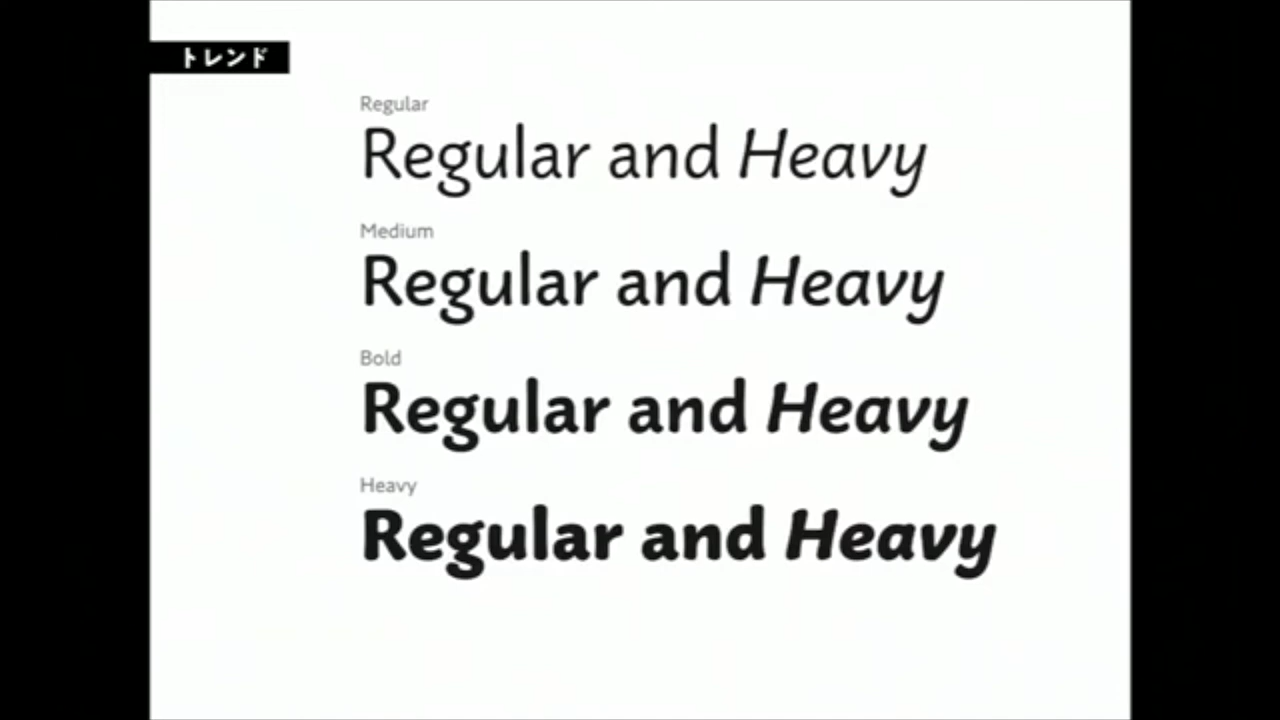 トレンド
Regular
Regular and Heavy
Medium
Regular and Heavy
Bold
Regular and Heavy
Heavy
Regular and Heavy